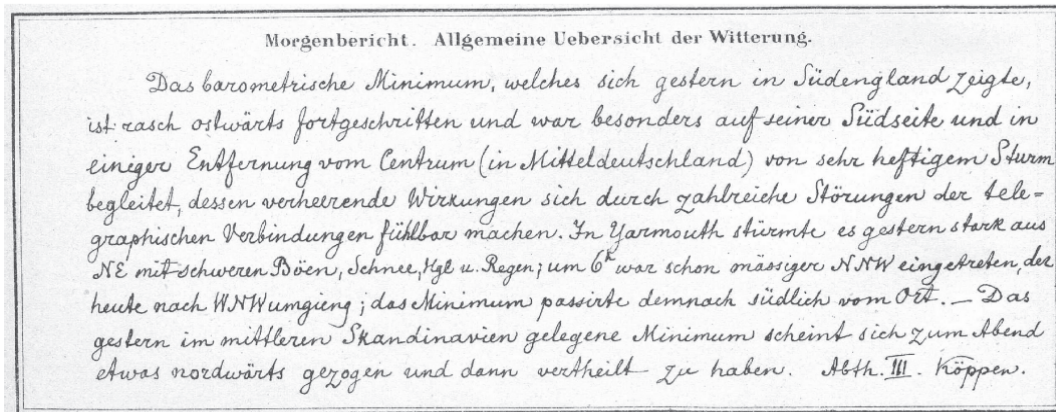 Morgenbericht. Allgemeine Uebersicht der Witterung.
Das barometrische Minimum, welches sich gestern in Südengland zeigte,
ist rasch ostwärts fortgeschritten und war besonders auf seiner Südseite und in
einiger Entfernung vom Centrum (in Mitteldeutschland) von sehr heftigem Sturm
begleitet, dessen verheerende Wirkungen sich durch zahlreiche Störungen der tele-
graphischen Verbindungen fühlbar machen. In Yarmouth stürmte es gestern stark aus
NE mit schweren Böen, Schnee, Hgl u. Regen; um 6h war schon mässiger NNW eingetreten, der
heute nach WNW umgieng; das Minimum passirte demnach südlich vom Ort. — Das
gestern im mittleren Skandinavien gelegene Minimum scheint sich zum Abend
etwas nordwärts gezogen und dann vertheilt zu haben. Abth. III. Köppen.